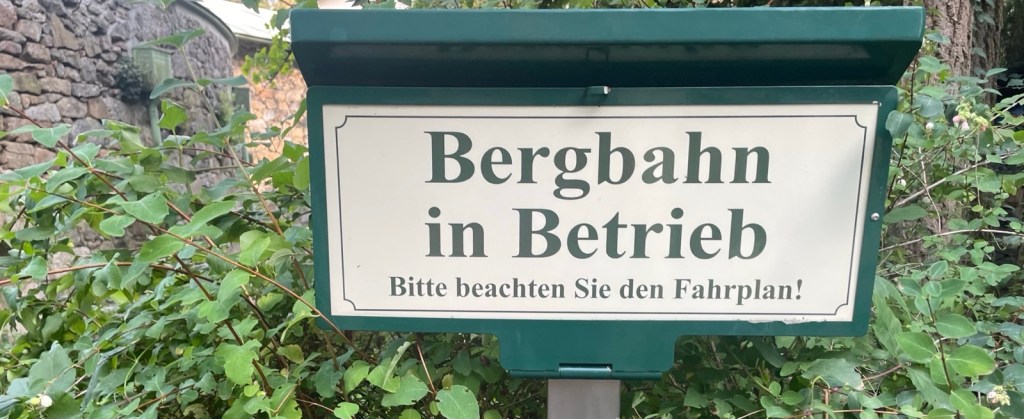 Bergbahn
in Betrieb
Bitte beachten Sie den Fahrplan!